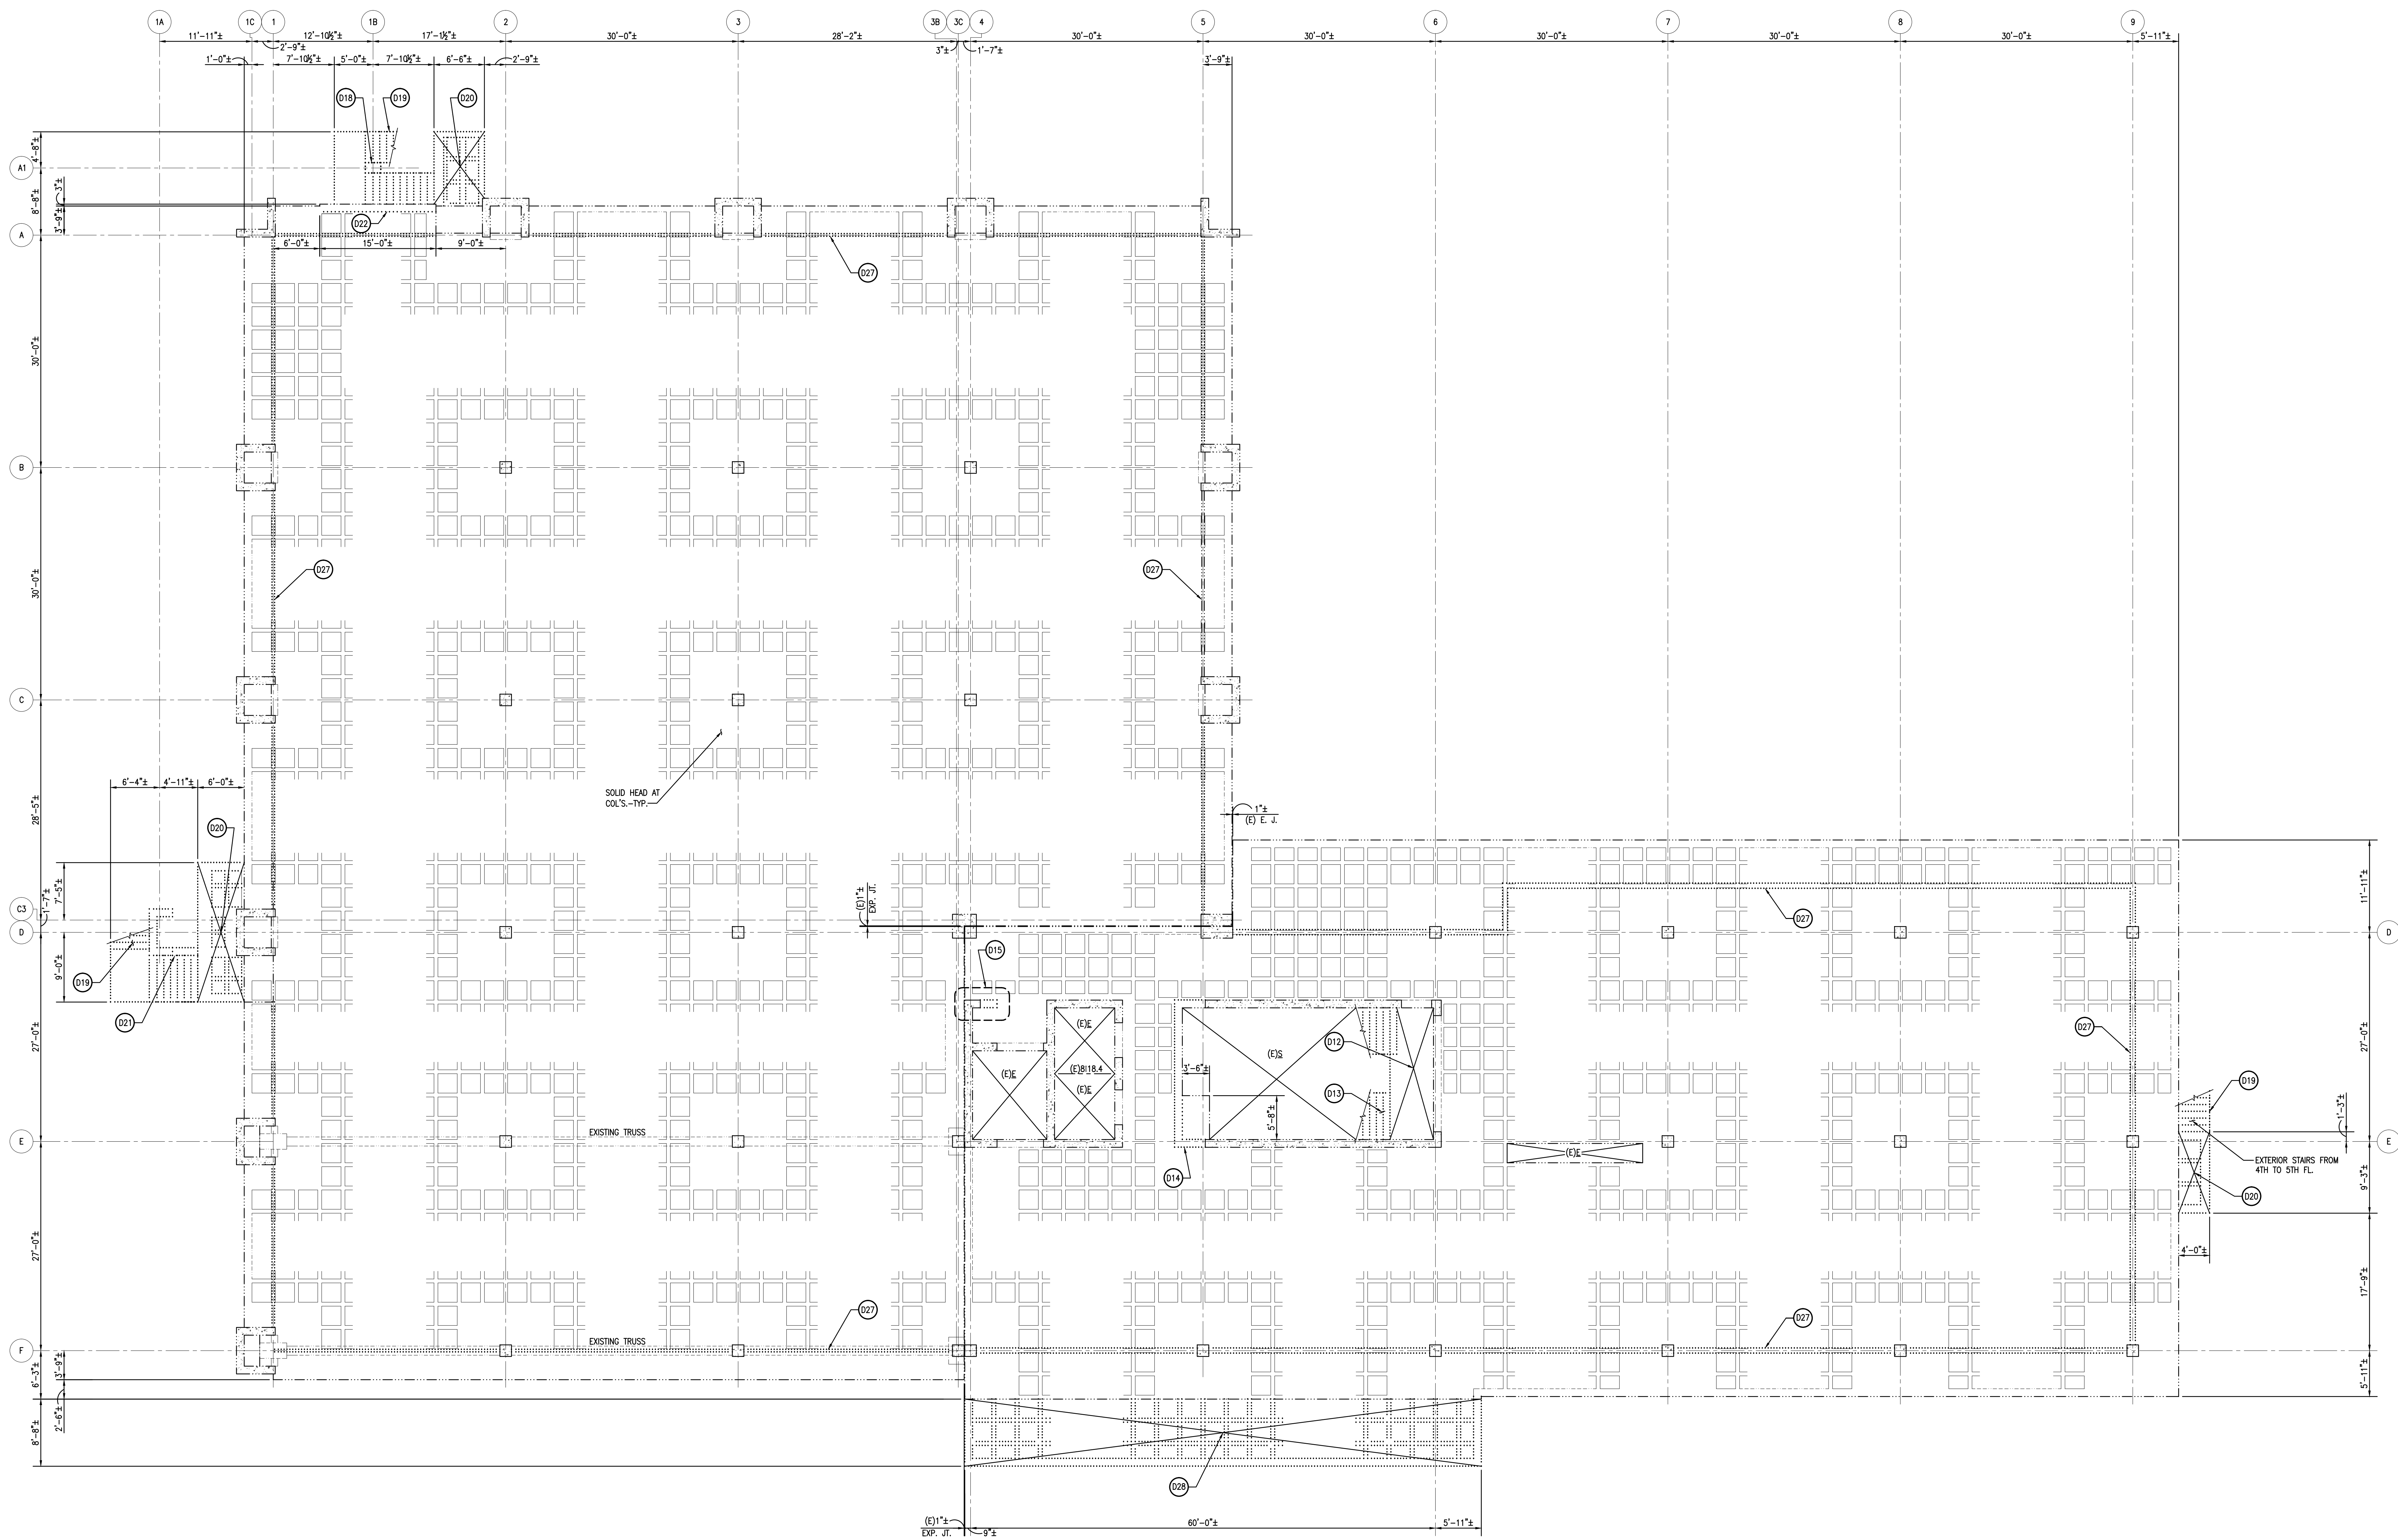 1A 1C 1 1B 2 3 3B 3C 4 5 6 7 8 9
11'-11"± 12'-10½"± 17'-1½"± 30'-0"± 28'-2"± 30'-0"± 30'-0"± 30'-0"± 30'-0"± 30'-0"± 5'-11"±
2'-9"± 3"± 1'-7"±
1'-0"± 7'-10½"± 5'-0"± 7'-10½"± 6'-6"± 2'-9"± 3'-9"±
D18 D19 D20
4'-8"±
A1
8'-8"±
3"±
3'-9"±
D22
A
6'-0"± 15'-0"± 9'-0"±
D27
30'-0"±
B
30'-0"±
D27 D27
C
28'-5"±
6'-4"± 4'-11"± 6'-0"±
SOLID HEAD AT
COL'S.-TYP.
1"±
(E) E. J.
D20
7'-5"±
1'-7"±
(E)1"±
EXP. JT.
11'-11"±
C3
D27
D D
D15
9'-0"±
D19
D21
27'-0"±
(E)E
D12
D27
27'-0"±
(E)S
(E)8I18.4
3'-6"±
(E)E
(E)E
D13
5'-8"±
D19
1'-3"±
EXISTING TRUSS
E E
(E)E
EXTERIOR STAIRS FROM
4TH TO 5TH FL.
D14
D20
9'-3"±
4'-0"±
27'-0"±
17'-9"±
D27 D27
EXISTING TRUSS
F
3'-9"±
6'-3"±
5'-11"±
2'-6"±
8'-8"±
D28
(E)1"±
EXP. JT.
9"±
60'-0"± 5'-11"±